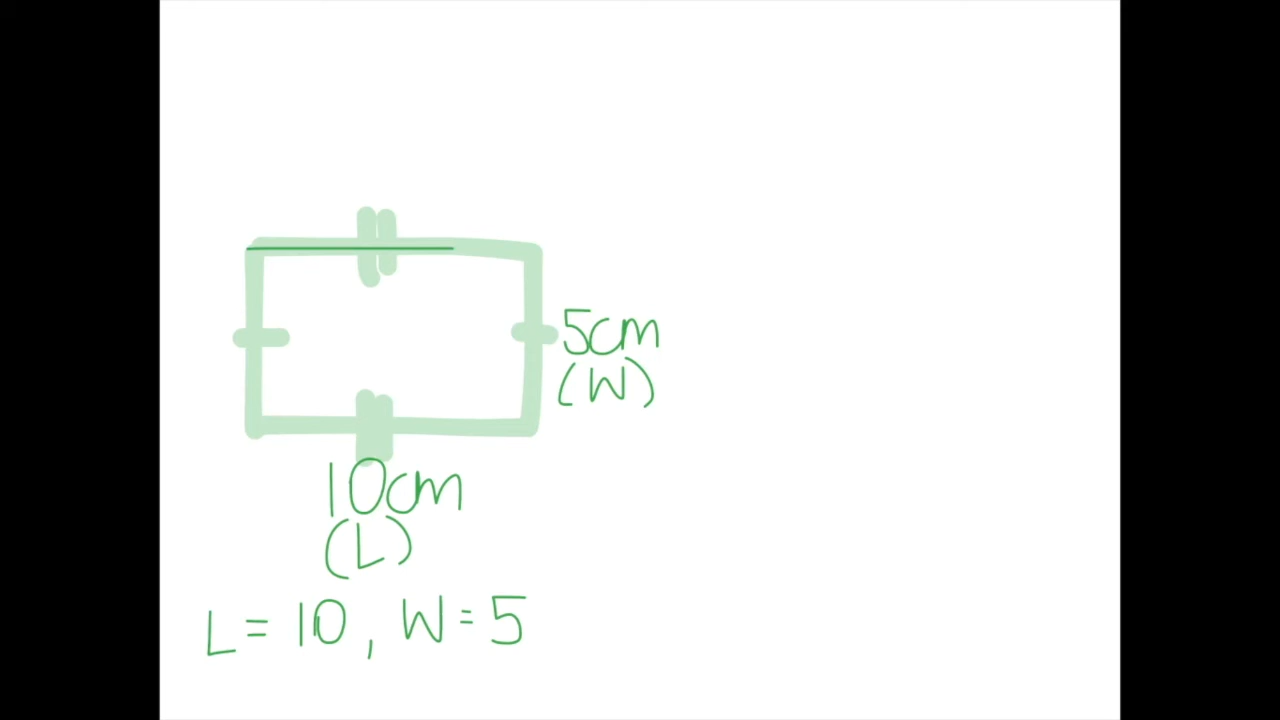 5cm
(W)
10cm
(L)
L = 10, W = 5